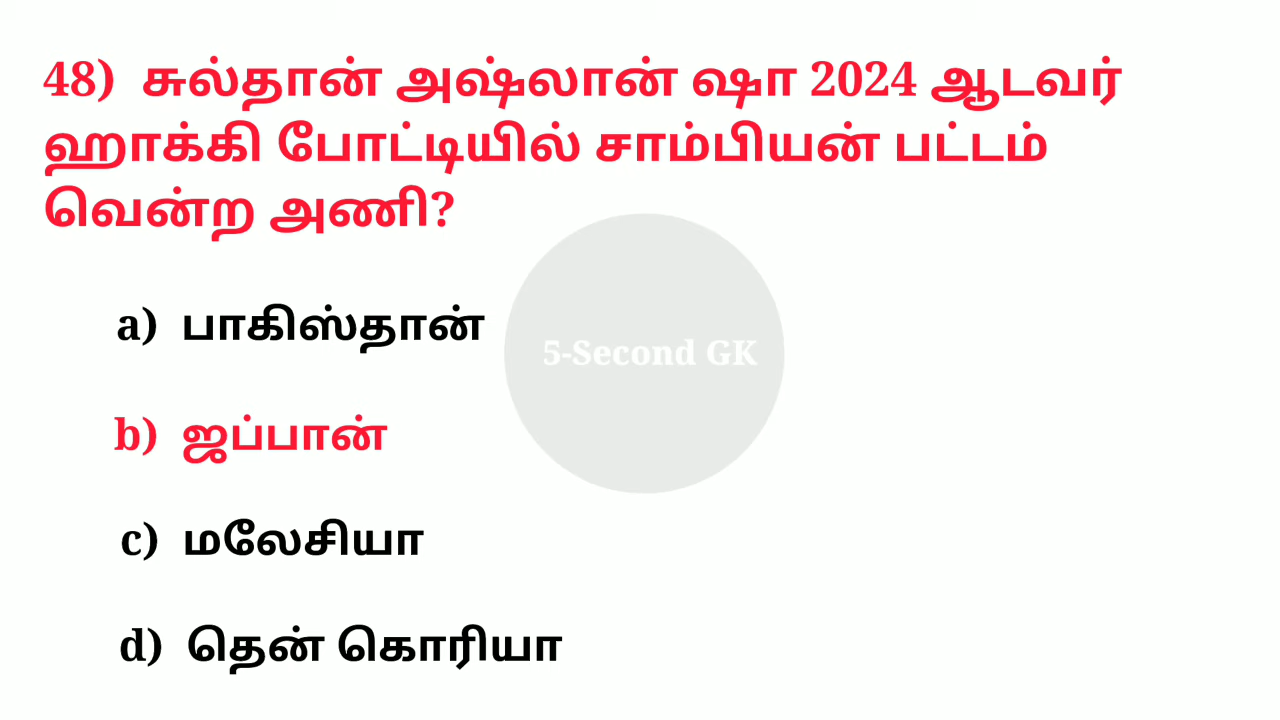 48) சுல்தான் அஷ்லான் ஷா 2024 ஆடவர்
ஹாக்கி போட்டியில் சாம்பியன் பட்டம்
வென்ற அணி?
a) பாகிஸ்தான்
5-Second GK
b) ஜப்பான்
c) மலேசியா
d) தென் கொரியா